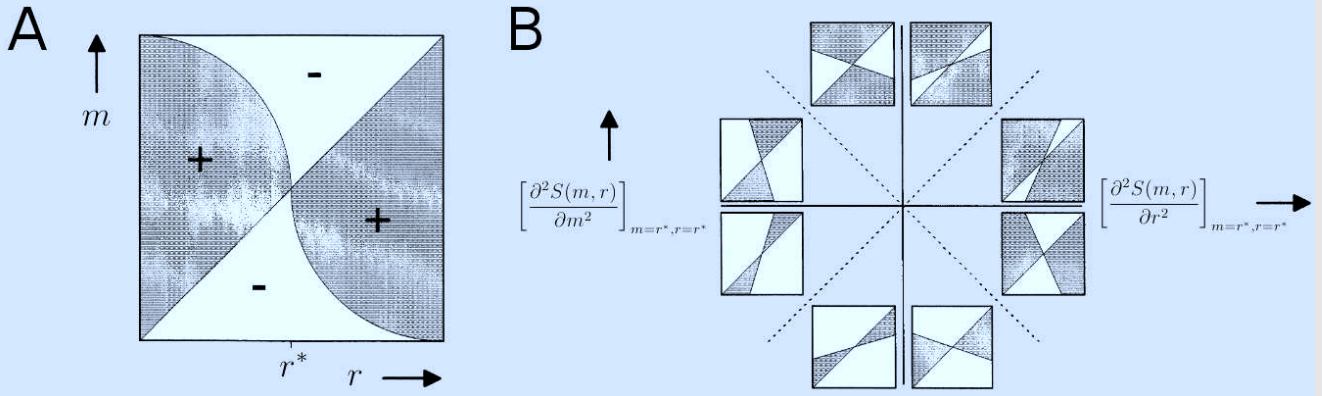 A
m
-
+
+
-
r*
r
B
[∂²S(m, r)/∂m²]m=r*,r=r*
[∂²S(m, r)/∂r²]m=r*,r=r*